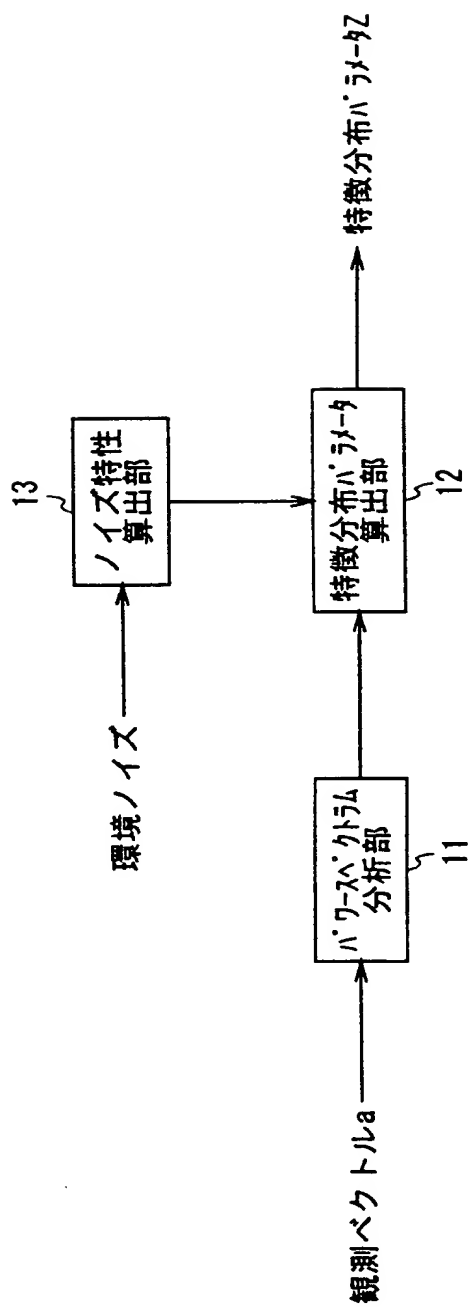 13
ノイズ特性
算出部
環境ノイズ
特徴分布パラメータZ
特徴分布パラメータ
算出部
12
パワースペクトラム
分析部
11
観測ベクトルa